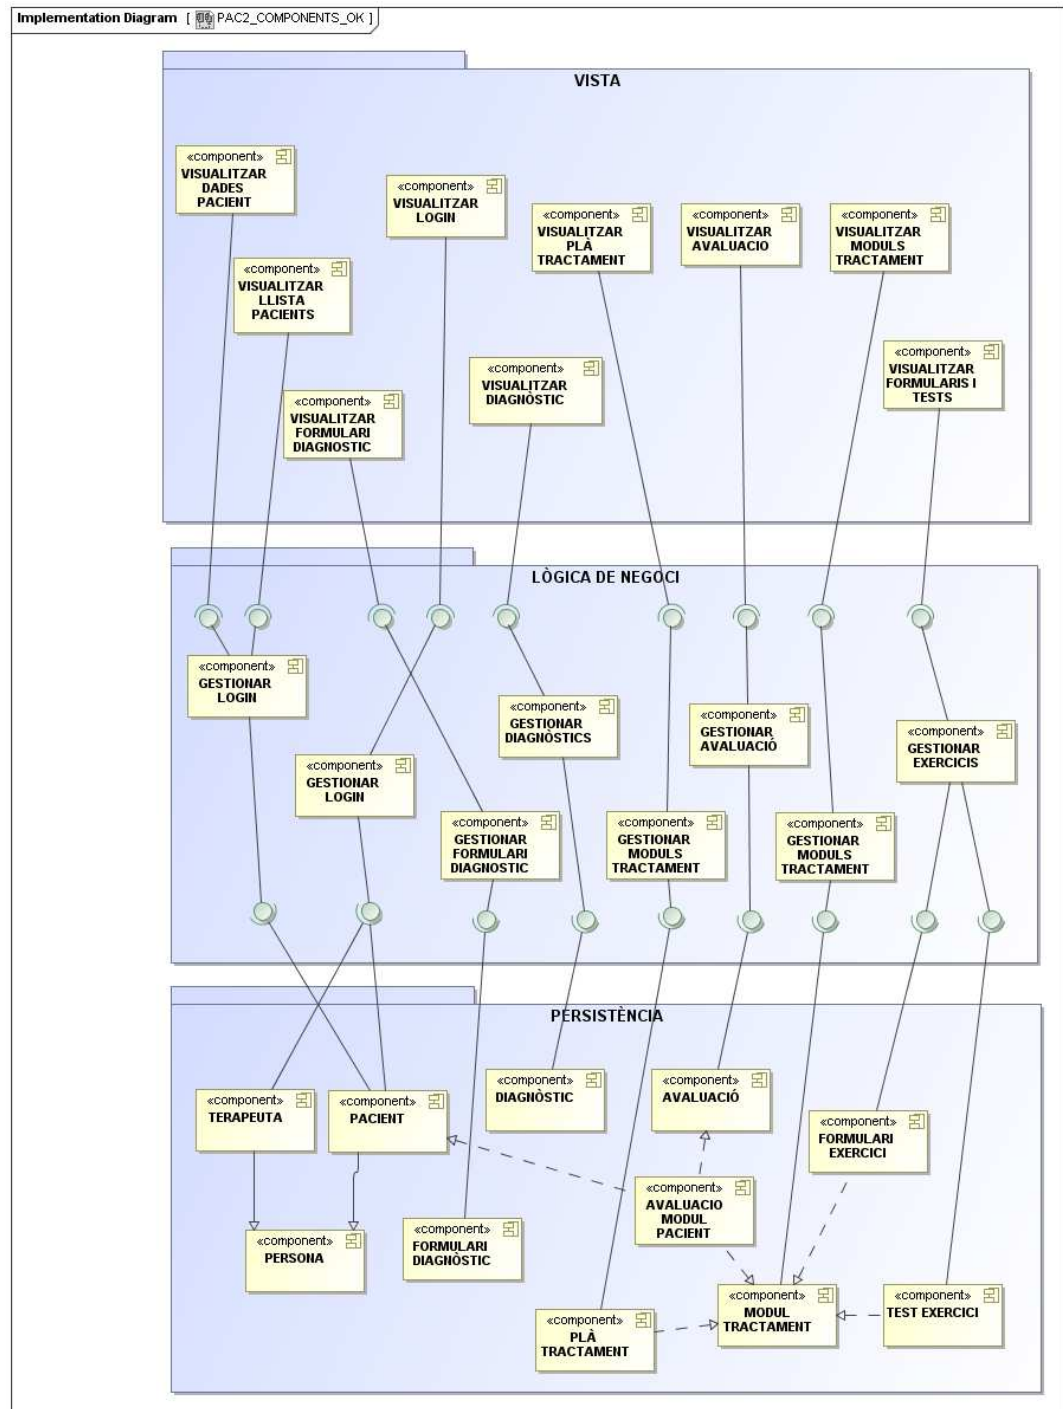 Implementation Diagram [ PAC2_COMPONENTS_OK ]
VISTA
«component»
VISUALITZAR
DADES
PACIENT
«component»
VISUALITZAR
LOGIN
«component»
VISUALITZAR
PLÀ
TRACTAMENT
«component»
VISUALITZAR
AVALUACIO
«component»
VISUALITZAR
MODULS
TRACTAMENT
«component»
VISUALITZAR
LLISTA
PACIENTS
«component»
VISUALITZAR
FORMULARI
DIAGNOSTIC
«component»
VISUALITZAR
DIAGNÒSTIC
«component»
VISUALITZAR
FORMULARIS I
TESTS
LÒGICA DE NEGOCI
«component»
GESTIONAR
LOGIN
«component»
GESTIONAR
LOGIN
«component»
GESTIONAR
FORMULARI
DIAGNOSTIC
«component»
GESTIONAR
DIAGNÒSTICS
«component»
GESTIONAR
MODULS
TRACTAMENT
«component»
GESTIONAR
AVALUACIÓ
«component»
GESTIONAR
MODULS
TRACTAMENT
«component»
GESTIONAR
EXERCICIS
PERSISTÈNCIA
«component»
TERAPEUTA
«component»
PACIENT
«component»
DIAGNÒSTIC
«component»
AVALUACIÓ
«component»
FORMULARI
EXERCICI
«component»
PERSONA
«component»
FORMULARI
DIAGNÒSTIC
«component»
AVALUACIO
MODUL
PACIENT
«component»
PLÀ
TRACTAMENT
«component»
MODUL
TRACTAMENT
«component»
TEST EXERCICI